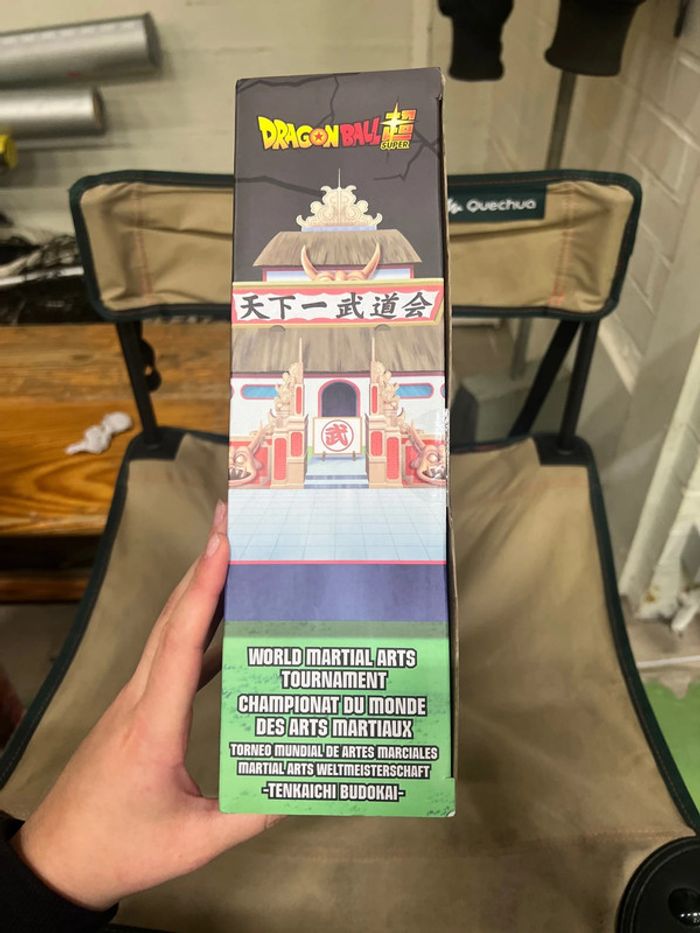 DRAGON BALL 超
SUPER
Quechua
天下一武道会
武
WORLD MARTIAL ARTS
TOURNAMENT
CHAMPIONAT DU MONDE
DES ARTS MARTIAUX
TORNEO MUNDIAL DE ARTES MARCIALES
MARTIAL ARTS WELTMEISTERSCHAFT
-TENKAICHI BUDOKAI-